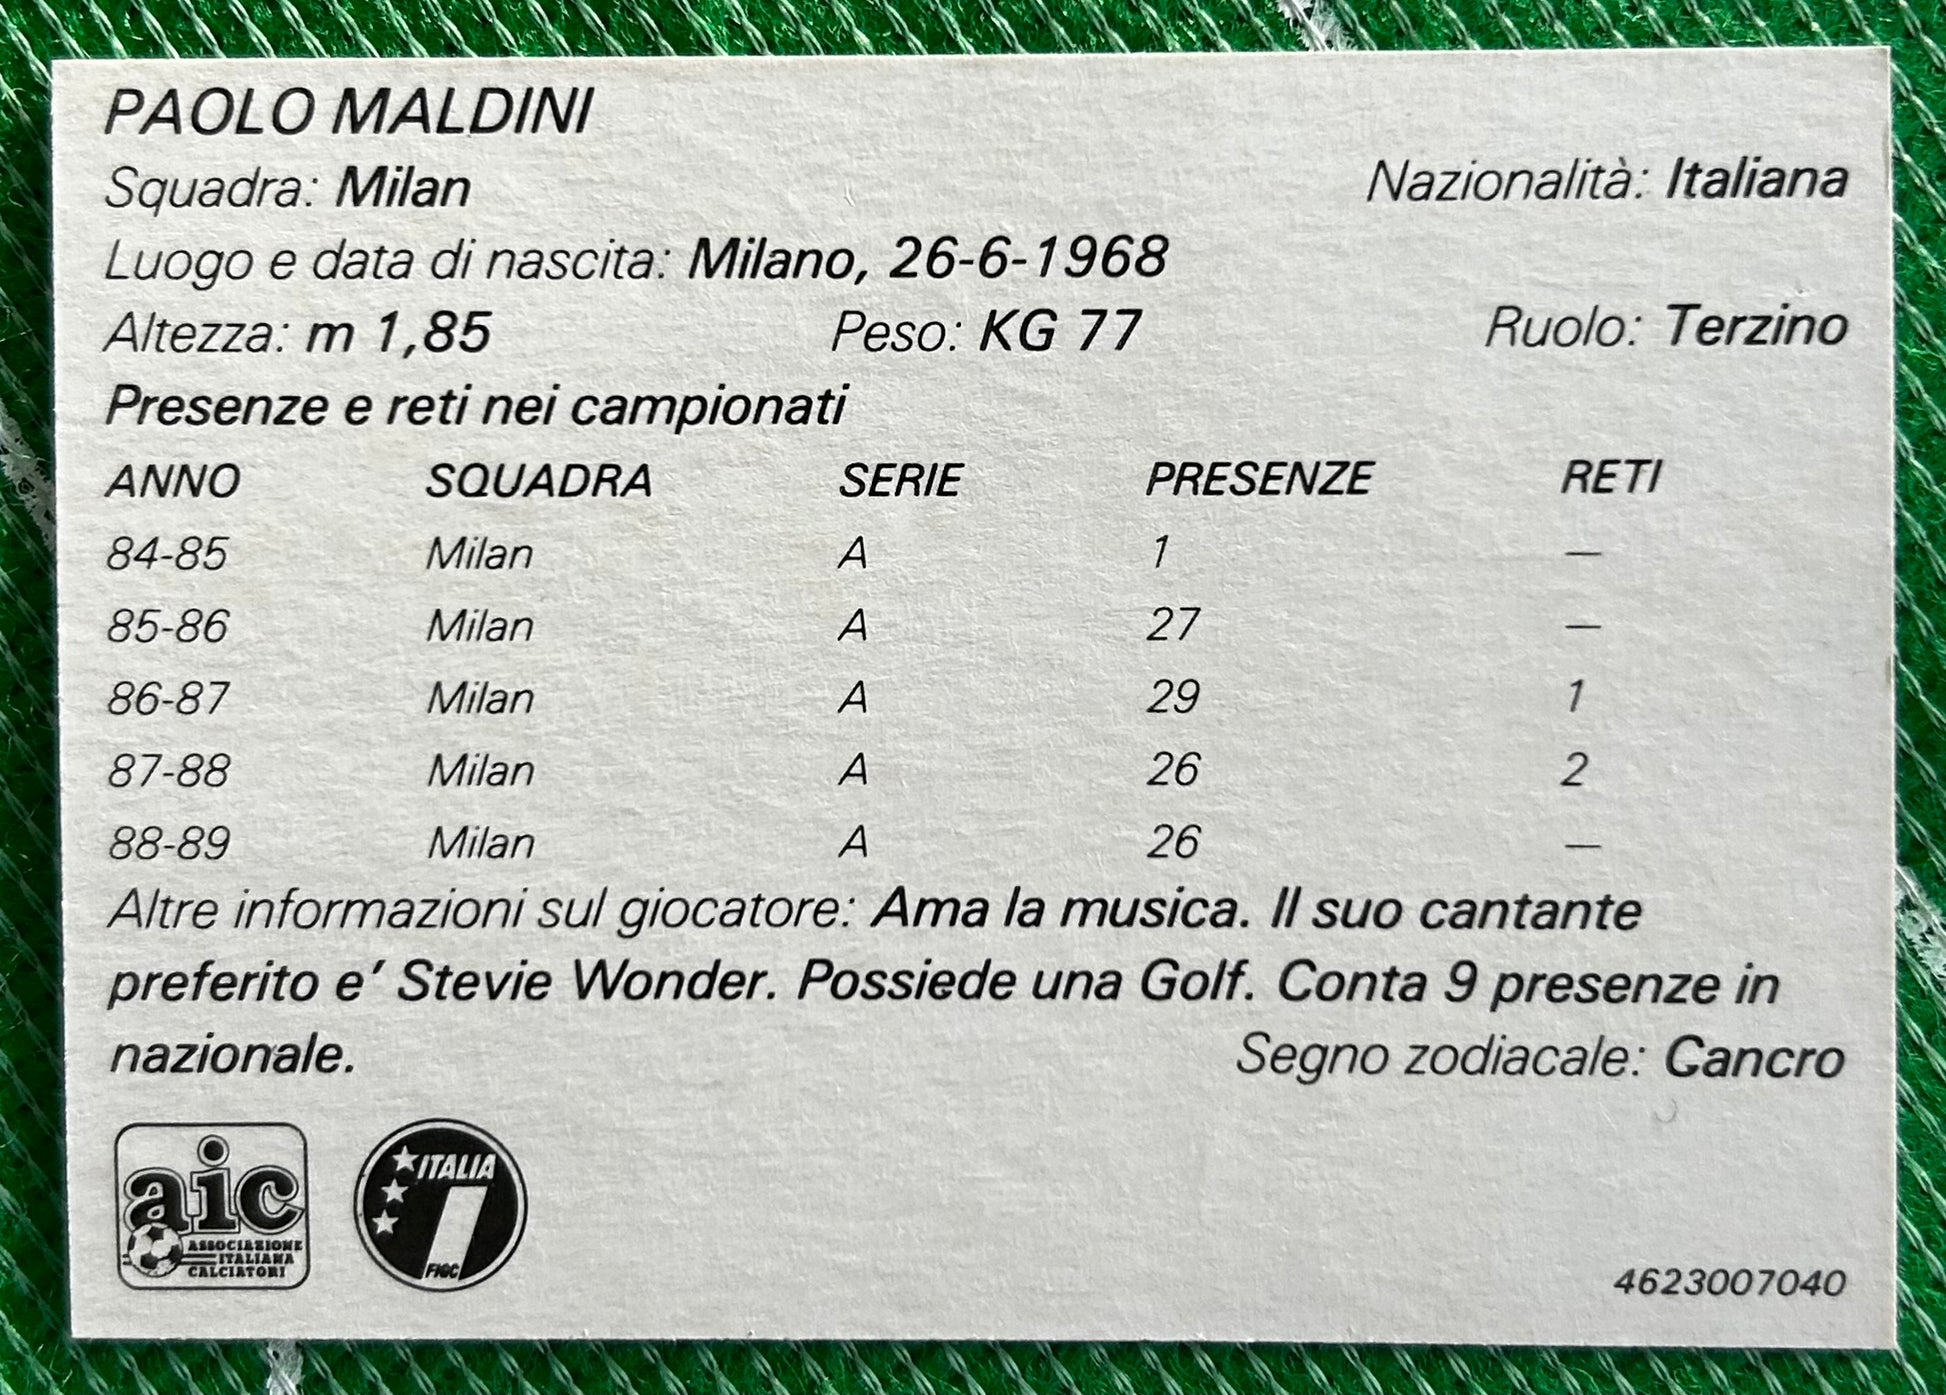 PAOLO MALDINI
Squadra: Milan Nazionalità: Italiana
Luogo e data di nascita: Milano, 26-6-1968
Altezza: m 1,85 Peso: KG 77 Ruolo: Terzino
Presenze e reti nei campionati
ANNO SQUADRA SERIE PRESENZE RETI
84-85 Milan A 1 —
85-86 Milan A 27 —
86-87 Milan A 29 1
87-88 Milan A 26 2
88-89 Milan A 26 —
Altre informazioni sul giocatore: Ama la musica. Il suo cantante
preferito e' Stevie Wonder. Possiede una Golf. Conta 9 presenze in
nazionale. Segno zodiacale: Cancro
aic
ASSOCIAZIONE
ITALIANA
CALCIATORI
ITALIA
FIGC
4623007040